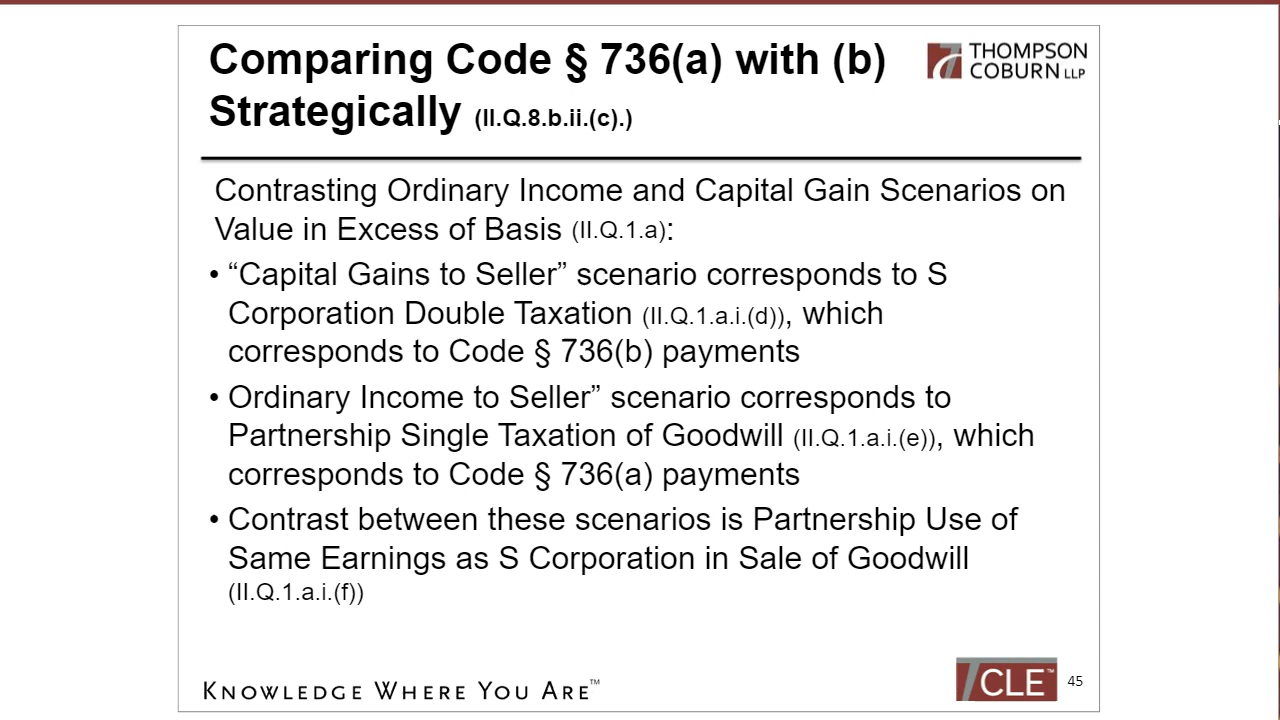 Comparing Code § 736(a) with (b)
Strategically (II.Q.8.b.ii.(c).)
THOMPSON
COBURN LLP
Contrasting Ordinary Income and Capital Gain Scenarios on
Value in Excess of Basis (II.Q.1.a):
• “Capital Gains to Seller” scenario corresponds to S
Corporation Double Taxation (II.Q.1.a.i.(d)), which
corresponds to Code § 736(b) payments
• Ordinary Income to Seller” scenario corresponds to
Partnership Single Taxation of Goodwill (II.Q.1.a.i.(e)), which
corresponds to Code § 736(a) payments
• Contrast between these scenarios is Partnership Use of
Same Earnings as S Corporation in Sale of Goodwill
(II.Q.1.a.i.(f))
KNOWLEDGE WHERE YOU ARE™
CLE™
45